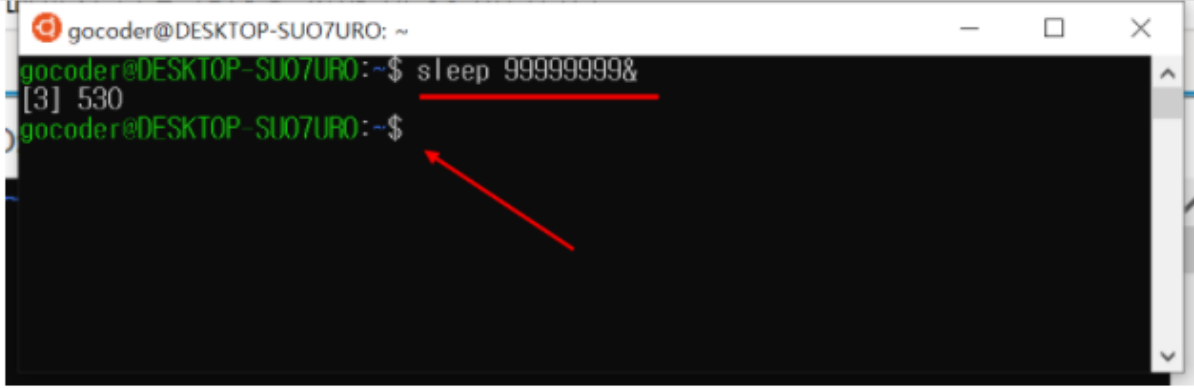 gocoder@DESKTOP-SUO7URO: ~
gocoder@DESKTOP-SUO7URO:~$ sleep 99999999&
[3] 530
gocoder@DESKTOP-SUO7URO:~$